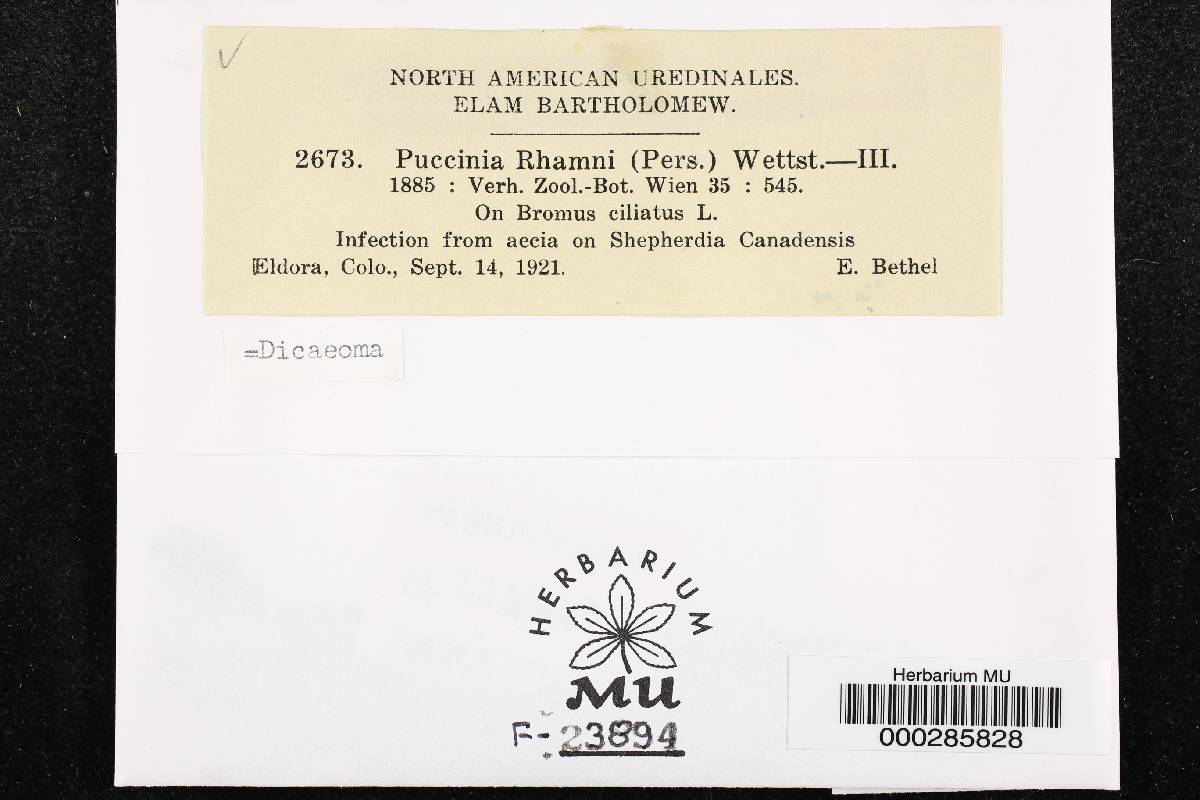 NORTH AMERICAN UREDINALES.
ELAM BARTHOLOMEW.
2673. Puccinia Rhamni (Pers.) Wettst.—III.
1885 : Verh. Zool.-Bot. Wien 35 : 545.
On Bromus ciliatus L.
Infection from aecia on Shepherdia Canadensis
Eldora, Colo., Sept. 14, 1921. E. Bethel
=Dicaeoma
HERBARIUM
MU
F-23894
Herbarium MU
000285828